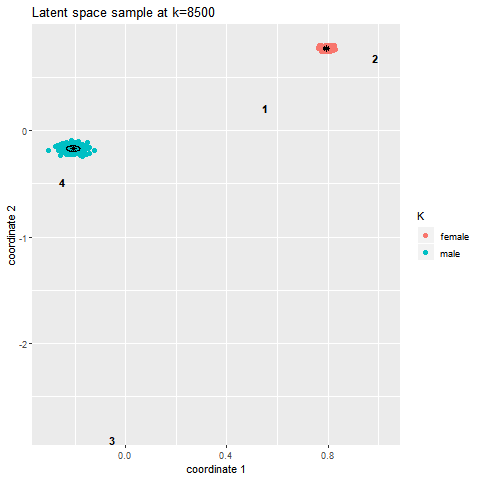 Latent space sample at k=8500
2
1
0
4
K
female
male
coordinate 2
-1
-2
3
0.0
0.4
0.8
coordinate 1